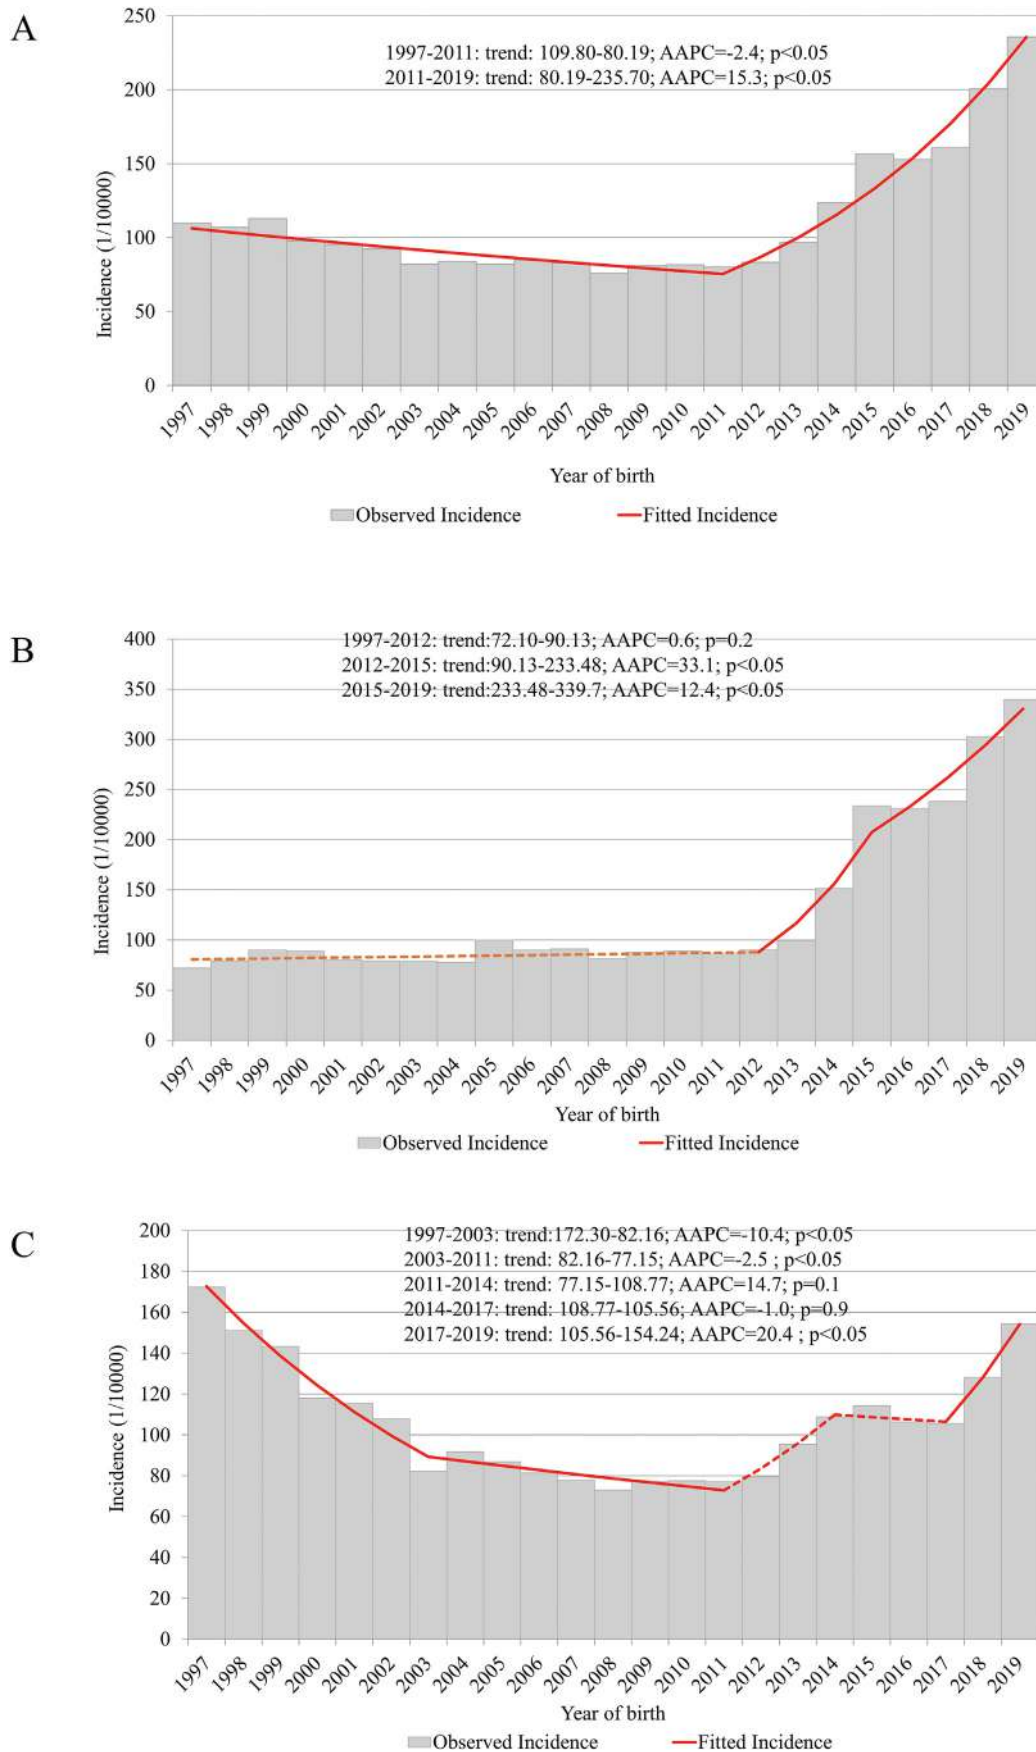 A
250
200
150
100
50
0
Incidence (1/10000)
1997-2011: trend: 109.80-80.19; AAPC=-2.4; p<0.05
2011-2019: trend: 80.19-235.70; AAPC=15.3; p<0.05
1997 1998 1999 2000 2001 2002 2003 2004 2005 2006 2007 2008 2009 2010 2011 2012 2013 2014 2015 2016 2017 2018 2019
Year of birth
Observed Incidence Fitted Incidence
B
400
350
300
250
200
150
100
50
0
Incidence (1/10000)
1997-2012: trend:72.10-90.13; AAPC=0.6; p=0.2
2012-2015: trend:90.13-233.48; AAPC=33.1; p<0.05
2015-2019: trend:233.48-339.7; AAPC=12.4; p<0.05
1997 1998 1999 2000 2001 2002 2003 2004 2005 2006 2007 2008 2009 2010 2011 2012 2013 2014 2015 2016 2017 2018 2019
Year of birth
Observed Incidence Fitted Incidence
C
200
180
160
140
120
100
80
60
40
20
0
Incidence (1/10000)
1997-2003: trend:172.30-82.16; AAPC=-10.4; p<0.05
2003-2011: trend: 82.16-77.15; AAPC=-2.5 ; p<0.05
2011-2014: trend: 77.15-108.77; AAPC=14.7; p=0.1
2014-2017: trend: 108.77-105.56; AAPC=-1.0; p=0.9
2017-2019: trend: 105.56-154.24; AAPC=20.4 ; p<0.05
1997 1998 1999 2000 2001 2002 2003 2004 2005 2006 2007 2008 2009 2010 2011 2012 2013 2014 2015 2016 2017 2018 2019
Year of birth
Observed Incidence Fitted Incidence